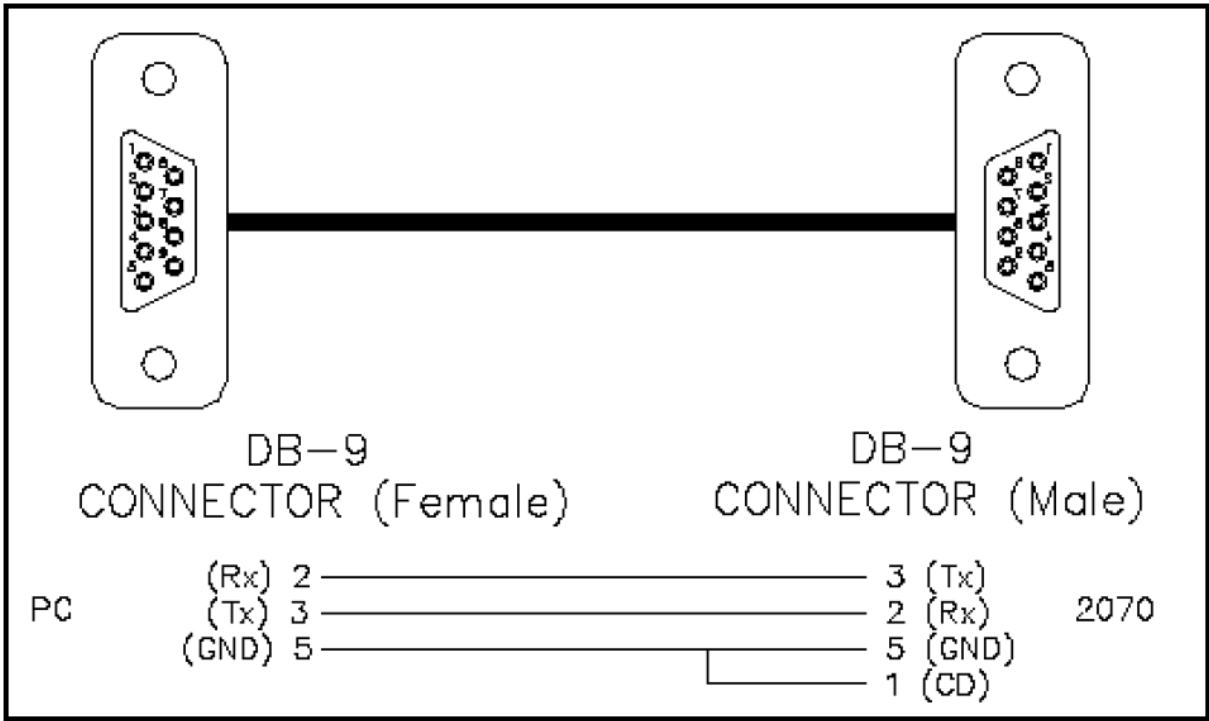 DB-9
CONNECTOR (Female)
DB-9
CONNECTOR (Male)
PC
(Rx) 2
3 (Tx)
(Tx) 3
2 (Rx)
2070
(GND) 5
5 (GND)
1 (CD)